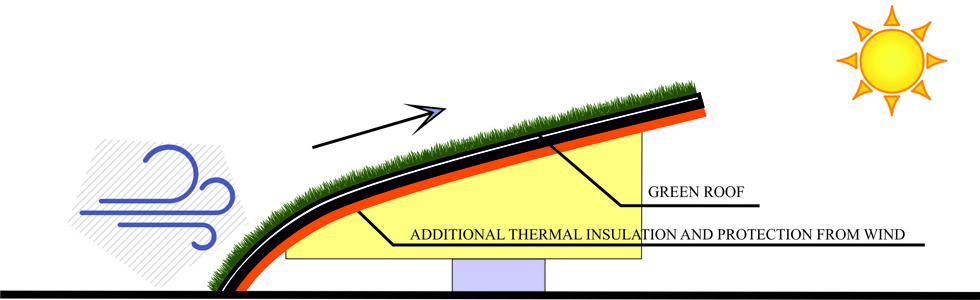 GREEN ROOF
ADDITIONAL THERMAL INSULATION AND PROTECTION FROM WIND